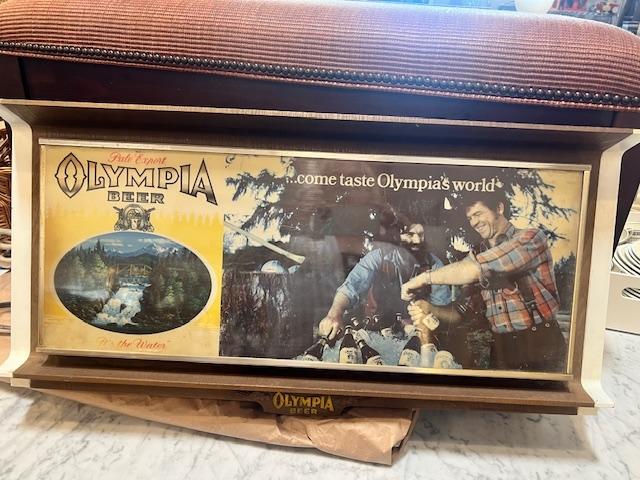 Pale Export
OLYMPIA
BEER
"It's the Water"
...come taste Olympia's world
OLYMPIA
BEER